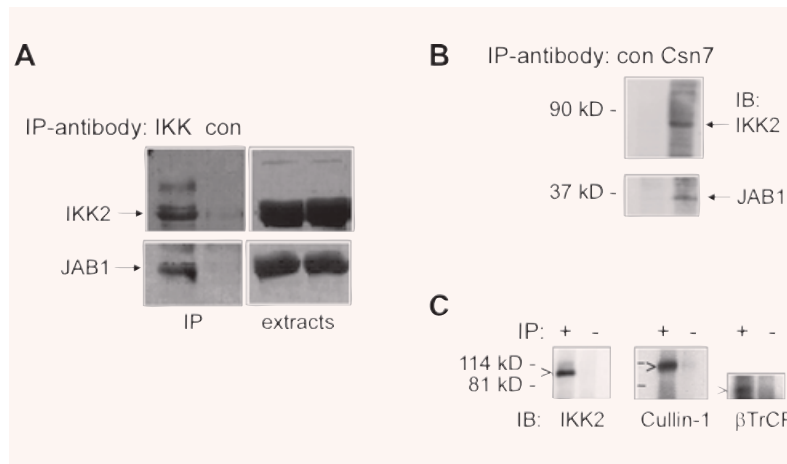 A
IP-antibody: IKK con
IKK2
JAB1
IP extracts
B
IP-antibody: con Csn7
90 kD -
IB:
IKK2
37 kD -
JAB1
C
IP: + - + - + -
114 kD -
81 kD -
IB: IKK2 Cullin-1 βTrCP